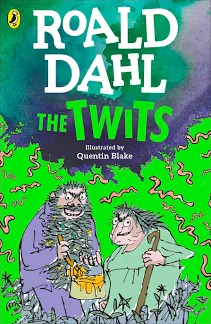 ROALD
DAHL
THE TWITS
Illustrated by
Quentin Blake